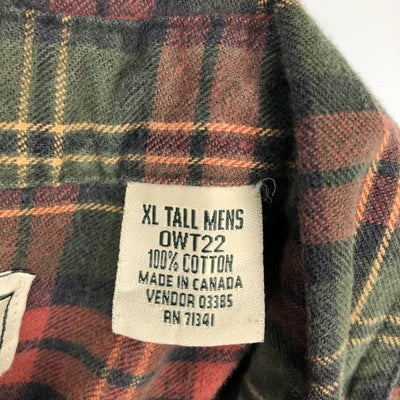 XL TALL MENS
OWT22
100% COTTON
MADE IN CANADA
VENDOR 03385
RN 71341